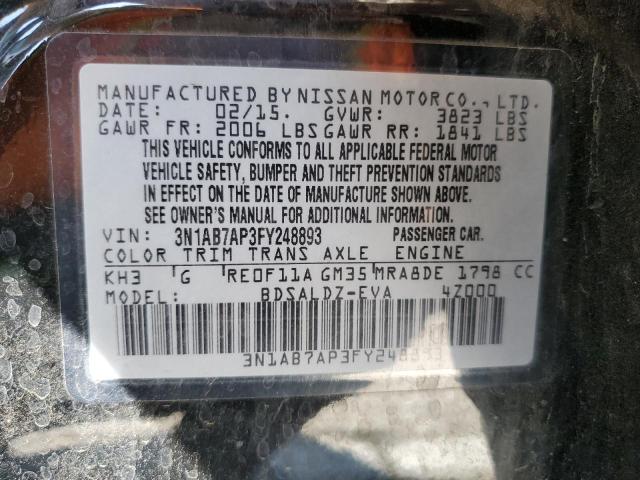 MANUFACTURED BY NISSAN MOTOR CO., LTD.
DATE: 02/15. GVWR: 3823 LBS
GAWR FR: 2006 LBS GAWR RR: 1841 LBS
THIS VEHICLE CONFORMS TO ALL APPLICABLE FEDERAL MOTOR
VEHICLE SAFETY, BUMPER AND THEFT PREVENTION STANDARDS
IN EFFECT ON THE DATE OF MANUFACTURE SHOWN ABOVE.
SEE OWNER'S MANUAL FOR ADDITIONAL INFORMATION.
VIN: 3N1AB7AP3FY248893 PASSENGER CAR.
COLOR TRIM TRANS AXLE ENGINE
KH3 G RE0F11A GM35 MRA8DE 1798 CC
MODEL: BDSALDZ-EVA 4Z000
3N1AB7AP3FY248893